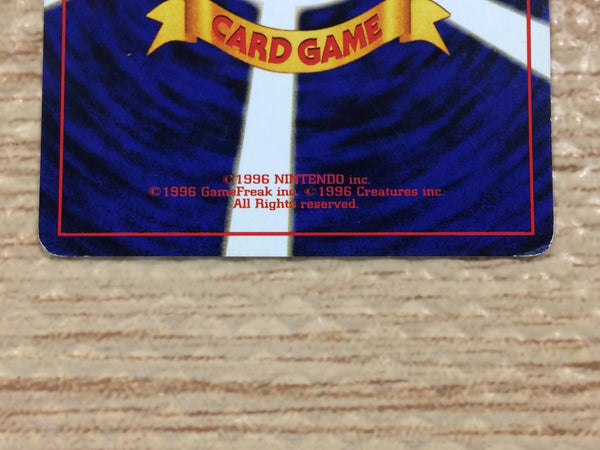 CARD GAME
©1996 NINTENDO inc.
©1996 GameFreak inc. ©1996 Creatures inc.
All Rights reserved.